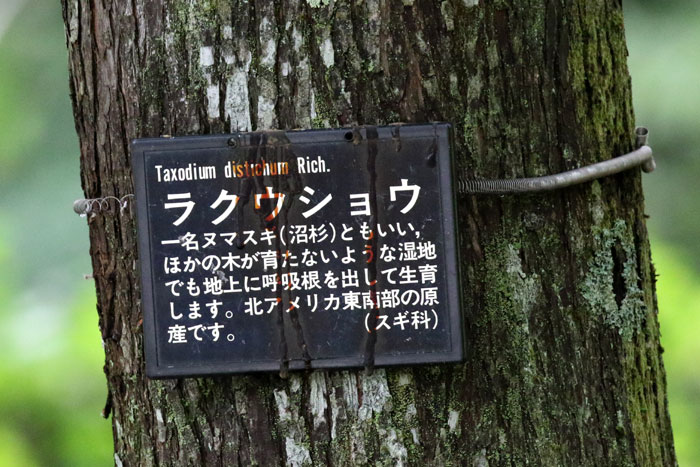 Taxodium distichum Rich.
ラクウショウ
一名ヌマスギ(沼杉)ともいい,
ほかの木が育たないような湿地
でも地上に呼吸根を出して生育
します。北アメリカ東南部の原
産です。 (スギ科)